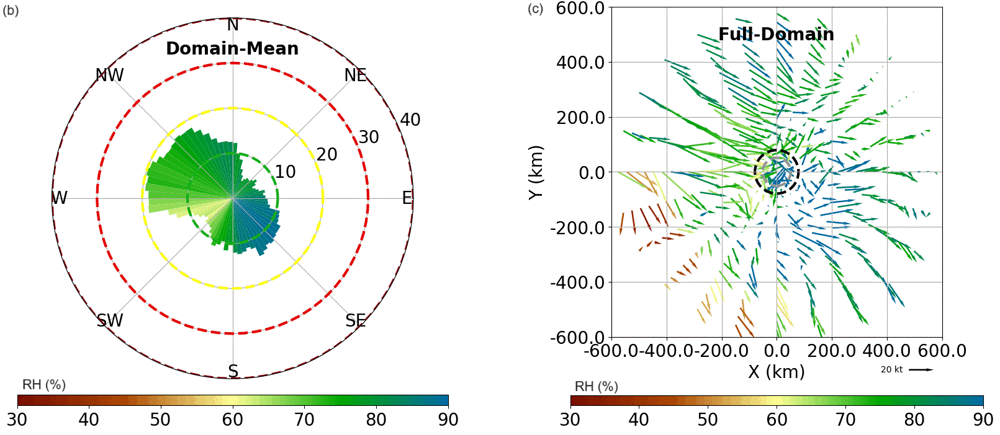 (b)
N
Domain-Mean
NW
NE
40
30
20
10
W
E
SW
SE
S
RH (%)
30 40 50 60 70 80 90
(c)
600.0
Full-Domain
400.0
200.0
Y (km)
0.0
-200.0
-400.0
-600.0
-600.0 -400.0 -200.0 0.0 200.0 400.0 600.0
X (km)
20 kt
RH (%)
30 40 50 60 70 80 90